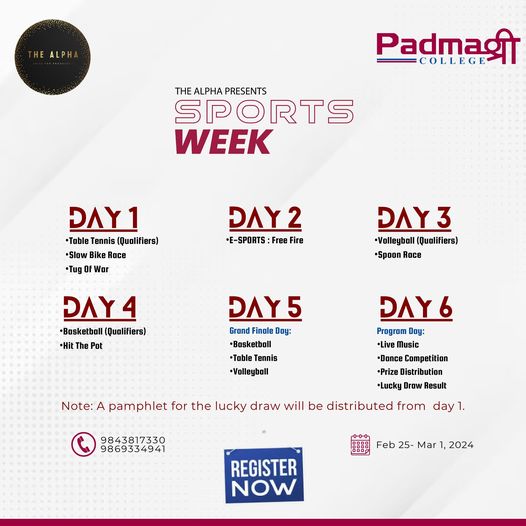 THE ALPHA
Padmaश्री
COLLEGE
THE ALPHA PRESENTS
SPORTS
WEEK
DAY 1
•Table Tennis (Qualifiers)
•Slow Bike Race
•Tug Of War
DAY 2
•E-SPORTS : Free Fire
DAY 3
•Volleyball (Qualifiers)
•Spoon Race
DAY 4
•Basketball (Qualifiers)
•Hit The Pot
DAY 5
Grand Finale Day:
•Basketball
•Table Tennis
•Volleyball
DAY 6
Program Day:
•Live Music
•Dance Competition
•Prize Distribution
•Lucky Draw Result
Note: A pamphlet for the lucky draw will be distributed from day 1.
9843817330
9869334941
Feb 25- Mar 1, 2024
REGISTER
NOW